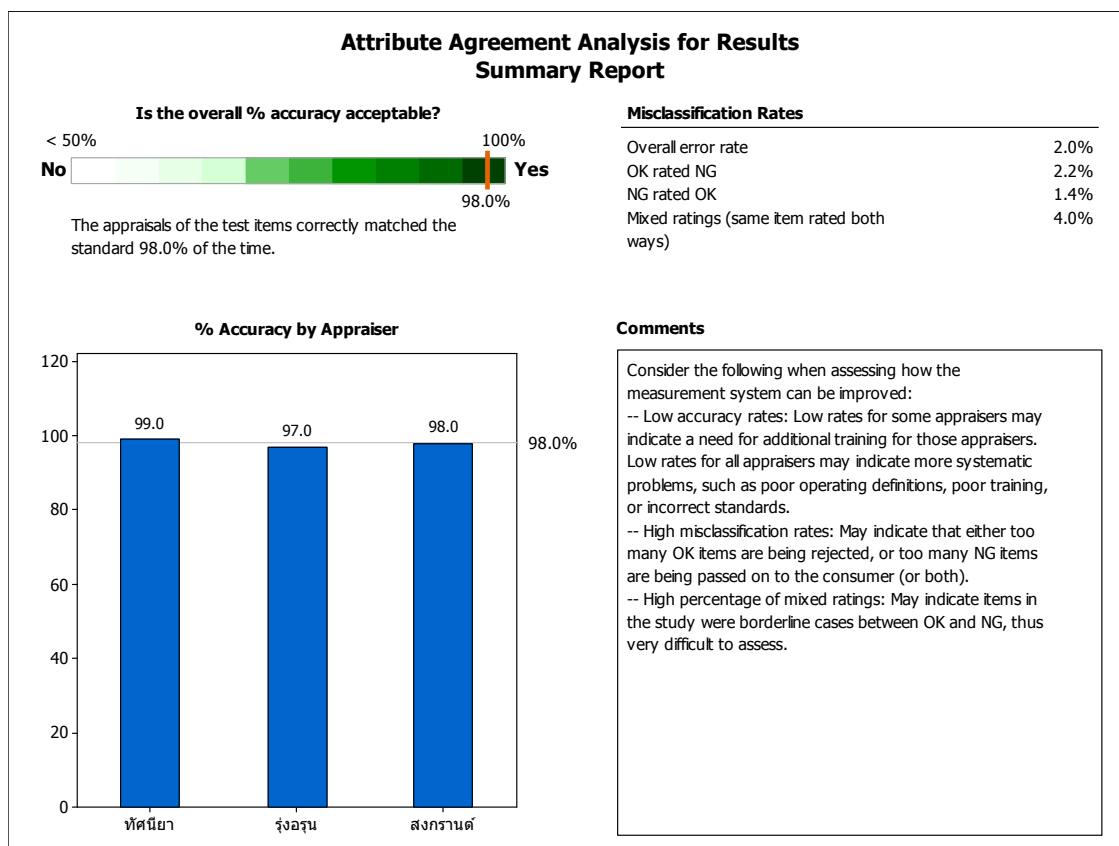 Attribute Agreement Analysis for Results
Summary Report
Is the overall % accuracy acceptable?
< 50%
100%
No
Yes
98.0%
The appraisals of the test items correctly matched the
standard 98.0% of the time.
Misclassification Rates
Overall error rate 2.0%
OK rated NG 2.2%
NG rated OK 1.4%
Mixed ratings (same item rated both 4.0%
ways)
% Accuracy by Appraiser
120
100
80
60
40
20
0
99.0
97.0
98.0
98.0%
ทัศนียา
รุ่งอรุน
สงกรานต์
Comments
Consider the following when assessing how the
measurement system can be improved:
-- Low accuracy rates: Low rates for some appraisers may
indicate a need for additional training for those appraisers.
Low rates for all appraisers may indicate more systematic
problems, such as poor operating definitions, poor training,
or incorrect standards.
-- High misclassification rates: May indicate that either too
many OK items are being rejected, or too many NG items
are being passed on to the consumer (or both).
-- High percentage of mixed ratings: May indicate items in
the study were borderline cases between OK and NG, thus
very difficult to assess.